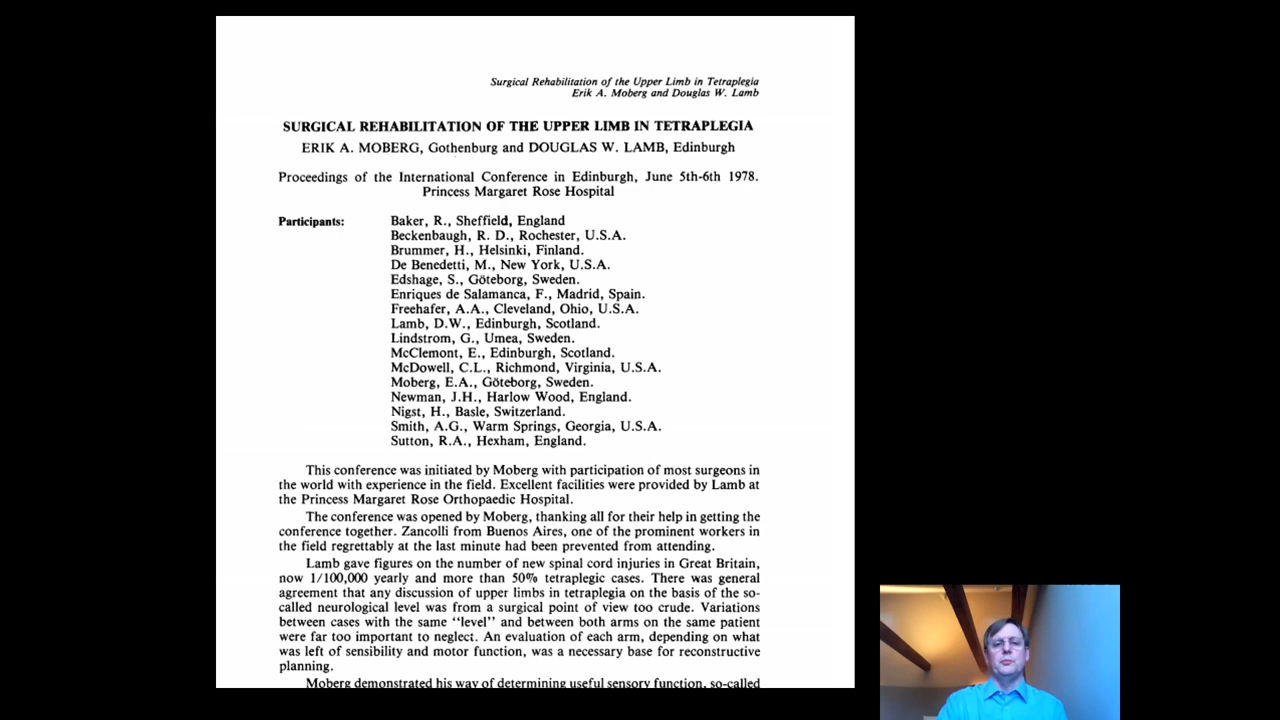 Surgical Rehabilitation of the Upper Limb in Tetraplegia
Erik A. Moberg and Douglas W. Lamb
SURGICAL REHABILITATION OF THE UPPER LIMB IN TETRAPLEGIA
ERIK A. MOBERG, Gothenburg and DOUGLAS W. LAMB, Edinburgh
Proceedings of the International Conference in Edinburgh, June 5th-6th 1978.
Princess Margaret Rose Hospital
Participants: Baker, R., Sheffield, England
Beckenbaugh, R. D., Rochester, U.S.A.
Brummer, H., Helsinki, Finland.
De Benedetti, M., New York, U.S.A.
Edshage, S., Göteborg, Sweden.
Enriques de Salamanca, F., Madrid, Spain.
Freehafer, A.A., Cleveland, Ohio, U.S.A.
Lamb, D.W., Edinburgh, Scotland.
Lindstrom, G., Umea, Sweden.
McClemont, E., Edinburgh, Scotland.
McDowell, C.L., Richmond, Virginia, U.S.A.
Moberg, E.A., Göteborg, Sweden.
Newman, J.H., Harlow Wood, England.
Nigst, H., Basle, Switzerland.
Smith, A.G., Warm Springs, Georgia, U.S.A.
Sutton, R.A., Hexham, England.
This conference was initiated by Moberg with participation of most surgeons in
the world with experience in the field. Excellent facilities were provided by Lamb at
the Princess Margaret Rose Orthopaedic Hospital.
The conference was opened by Moberg, thanking all for their help in getting the
conference together. Zancolli from Buenos Aires, one of the prominent workers in
the field regrettably at the last minute had been prevented from attending.
Lamb gave figures on the number of new spinal cord injuries in Great Britain,
now 1/100,000 yearly and more than 50% tetraplegic cases. There was general
agreement that any discussion of upper limbs in tetraplegia on the basis of the so-
called neurological level was from a surgical point of view too crude. Variations
between cases with the same "level" and between both arms on the same patient
were far too important to neglect. An evaluation of each arm, depending on what
was left of sensibility and motor function, was a necessary base for reconstructive
planning.
Moberg demonstrated his way of determining useful sensory function, so-called